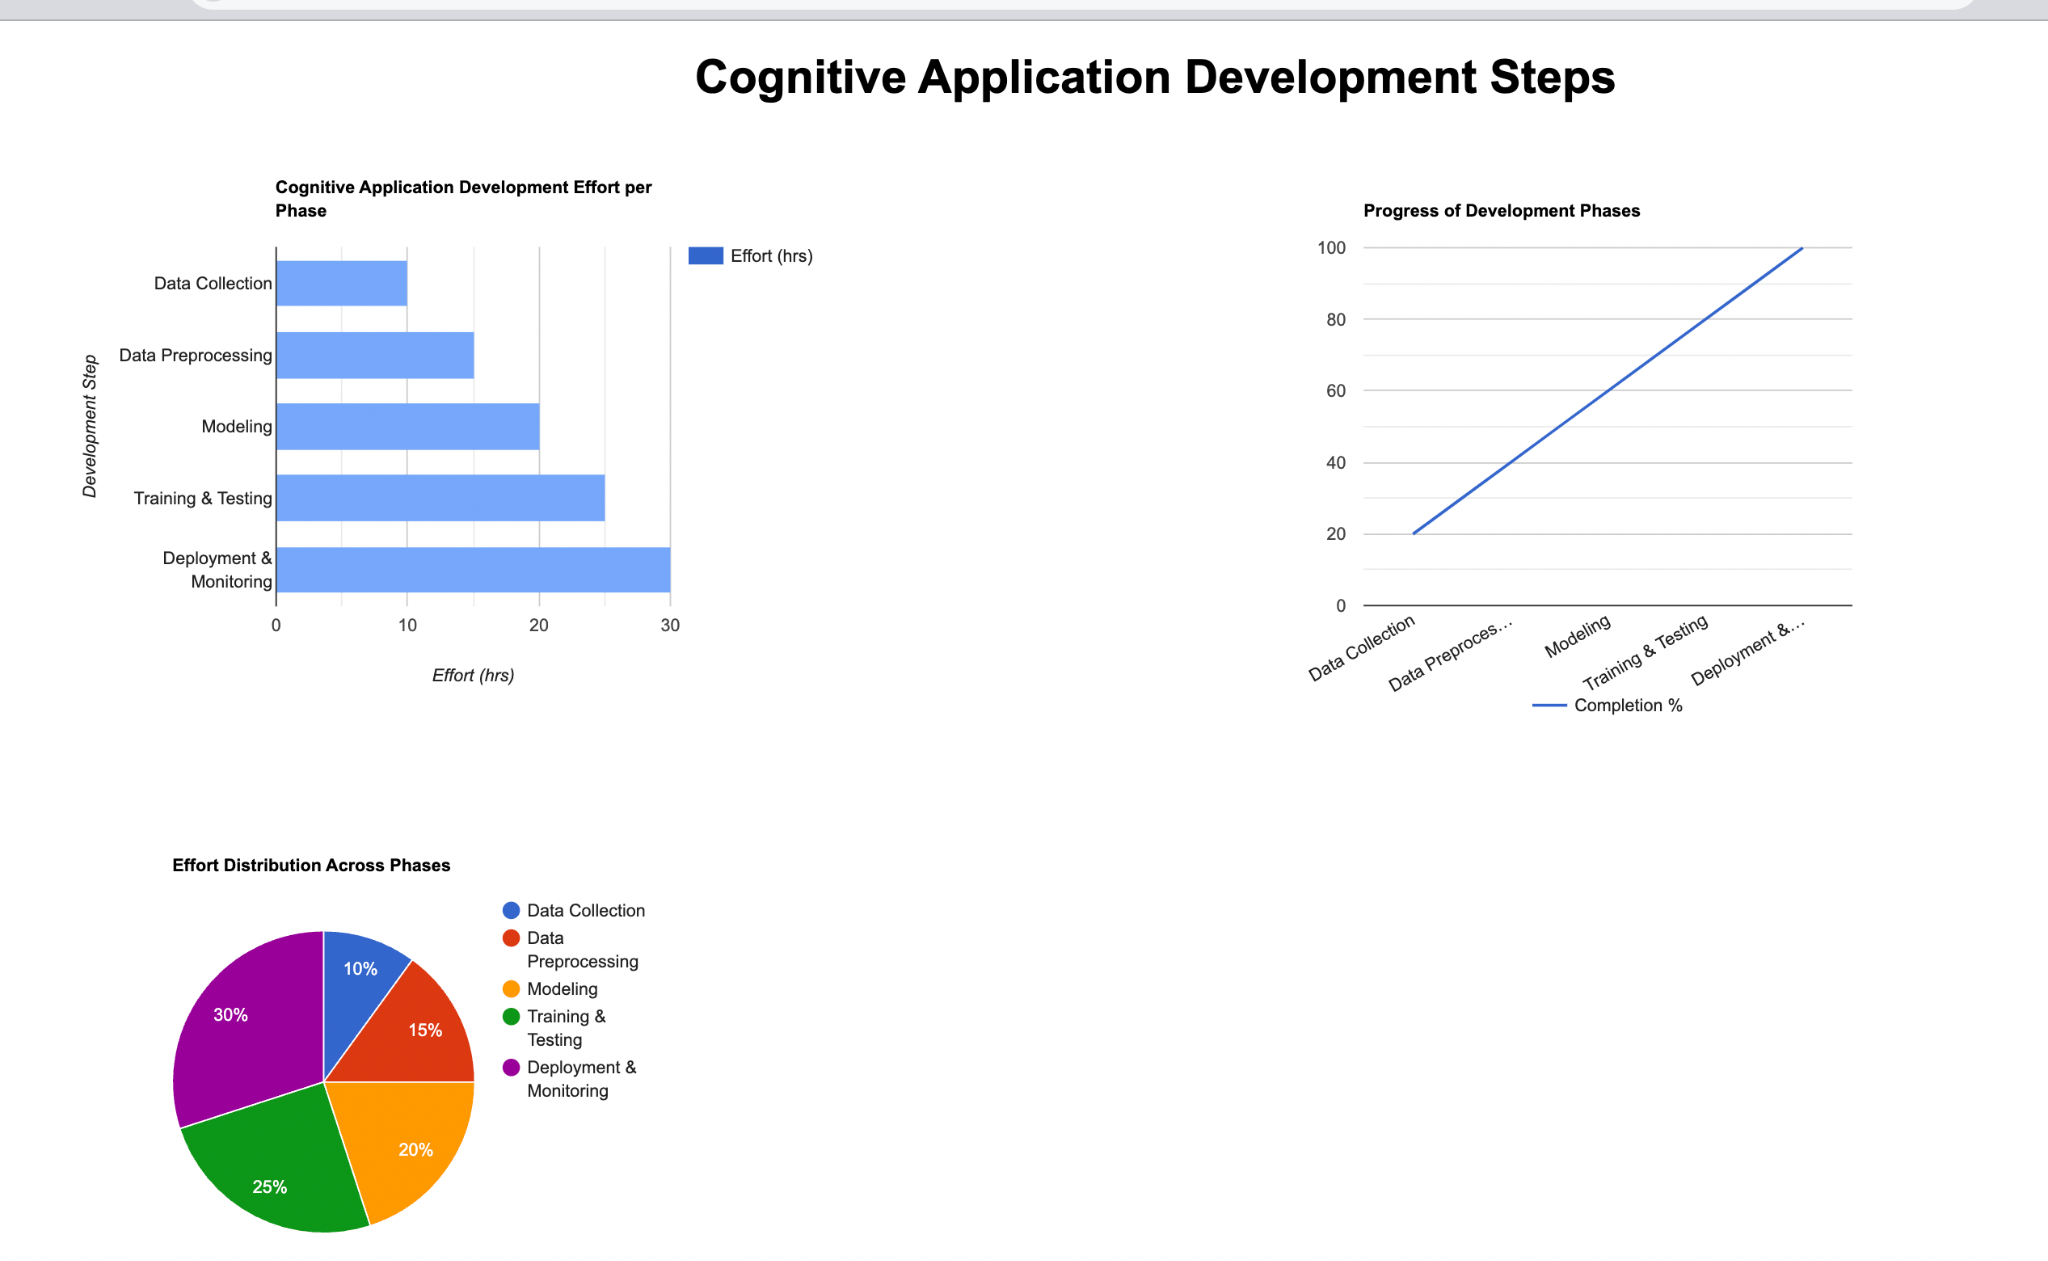 Cognitive Application Development Steps
Cognitive Application Development Effort per
Phase
Effort (hrs)
Development Step
Data Collection
Data Preprocessing
Modeling
Training & Testing
Deployment &
Monitoring
0 10 20 30
Effort (hrs)
Progress of Development Phases
100
80
60
40
20
0
Data Collection
Data Preproces…
Modeling
Training & Testing
Deployment &…
Completion %
Effort Distribution Across Phases
10%
15%
20%
25%
30%
Data Collection
Data
Preprocessing
Modeling
Training &
Testing
Deployment &
Monitoring